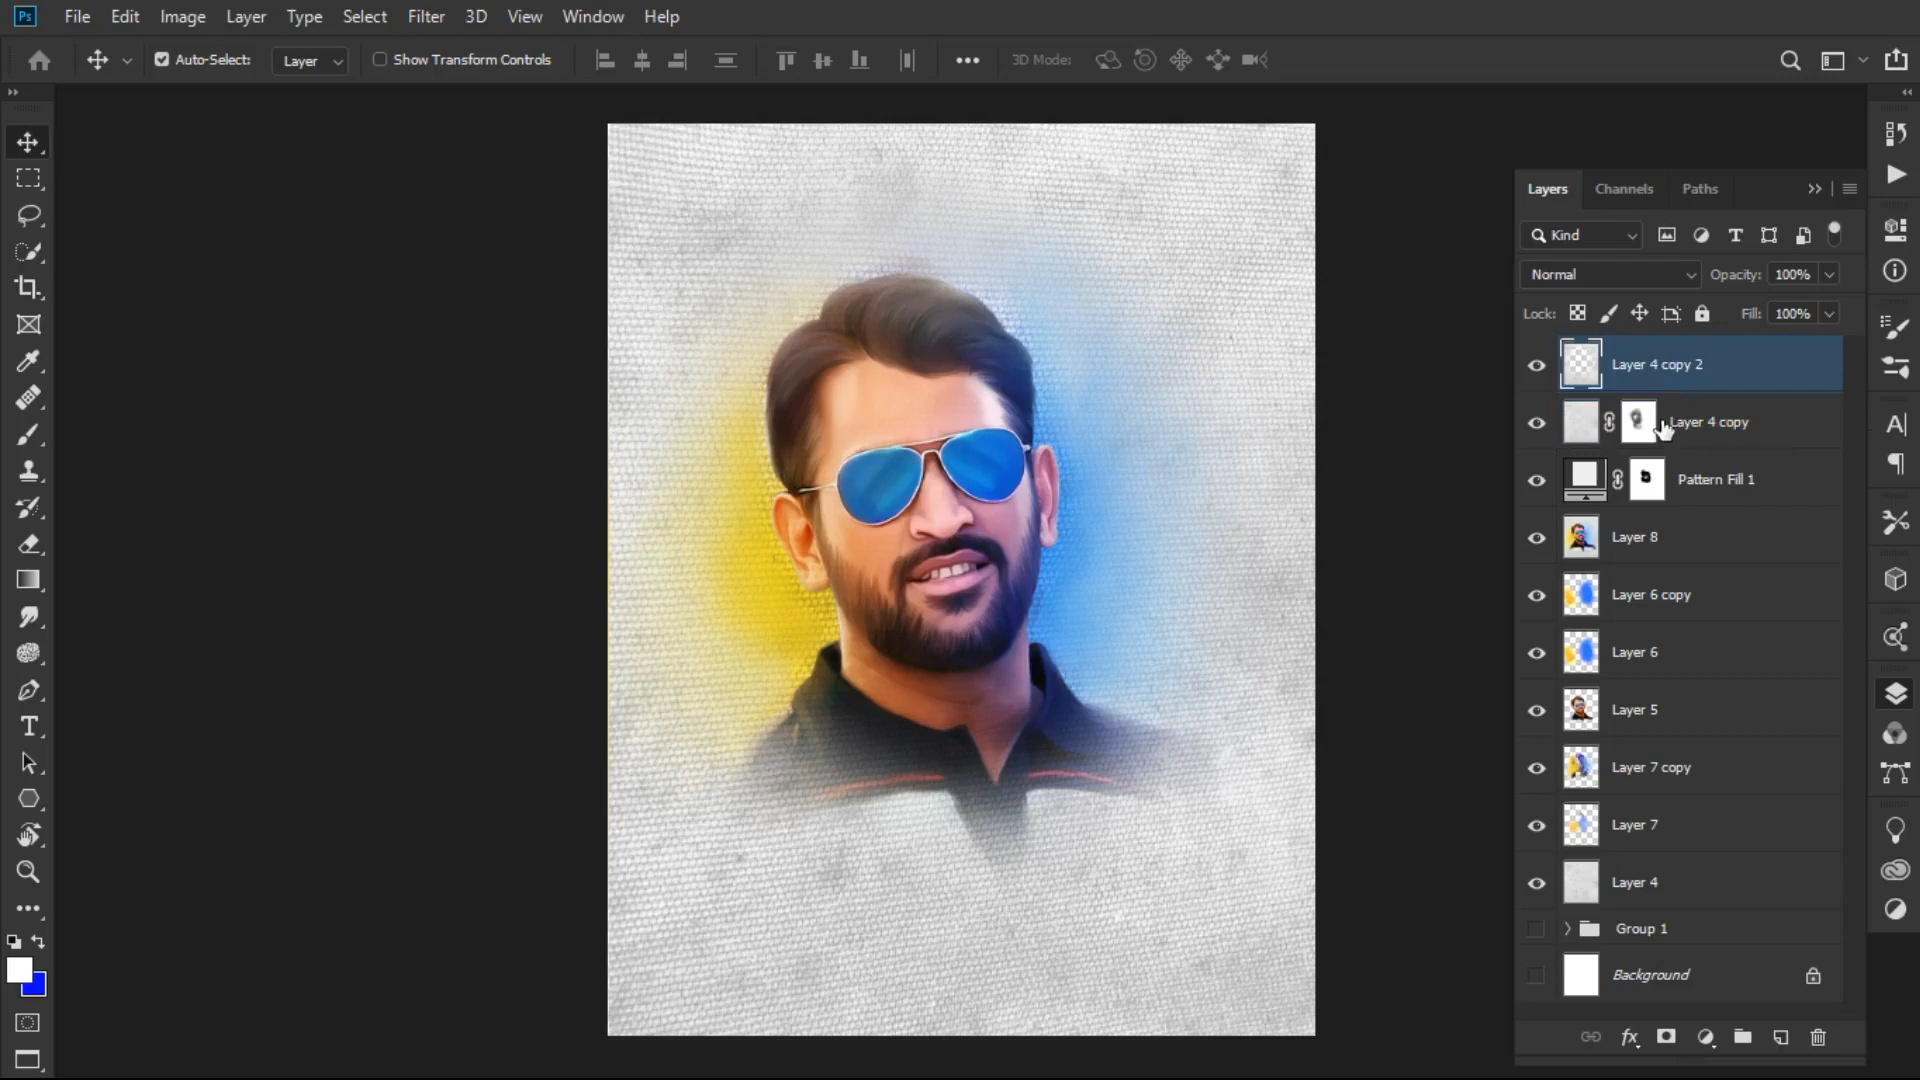 Ps File Edit Image Layer Type Select Filter 3D View Window Help
Auto-Select: Layer Show Transform Controls 3D Mode:
Layers Channels Paths
Kind
Normal Opacity: 100%
Lock: Fill: 100%
Layer 4 copy 2
Layer 4 copy
Pattern Fill 1
Layer 8
Layer 6 copy
Layer 6
Layer 5
Layer 7 copy
Layer 7
Layer 4
Group 1
Background
fx